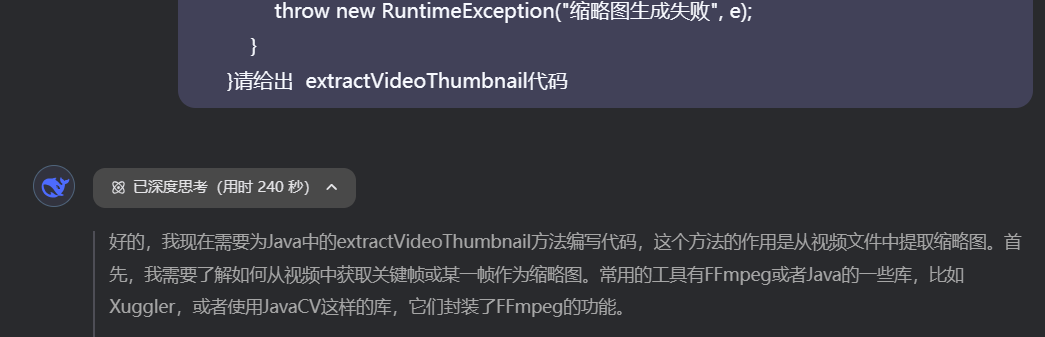 throw new RuntimeException("缩略图生成失败", e);
}
}请给出  extractVideoThumbnail代码
已深度思考（用时 240 秒）
好的，我现在需要为Java中的extractVideoThumbnail方法编写代码，这个方法的作用是从视频文件中提取缩略图。首
先，我需要了解如何从视频中获取关键帧或某一帧作为缩略图。常用的工具有FFmpeg或者Java的一些库，比如
Xuggler，或者使用JavaCV这样的库，它们封装了FFmpeg的功能。